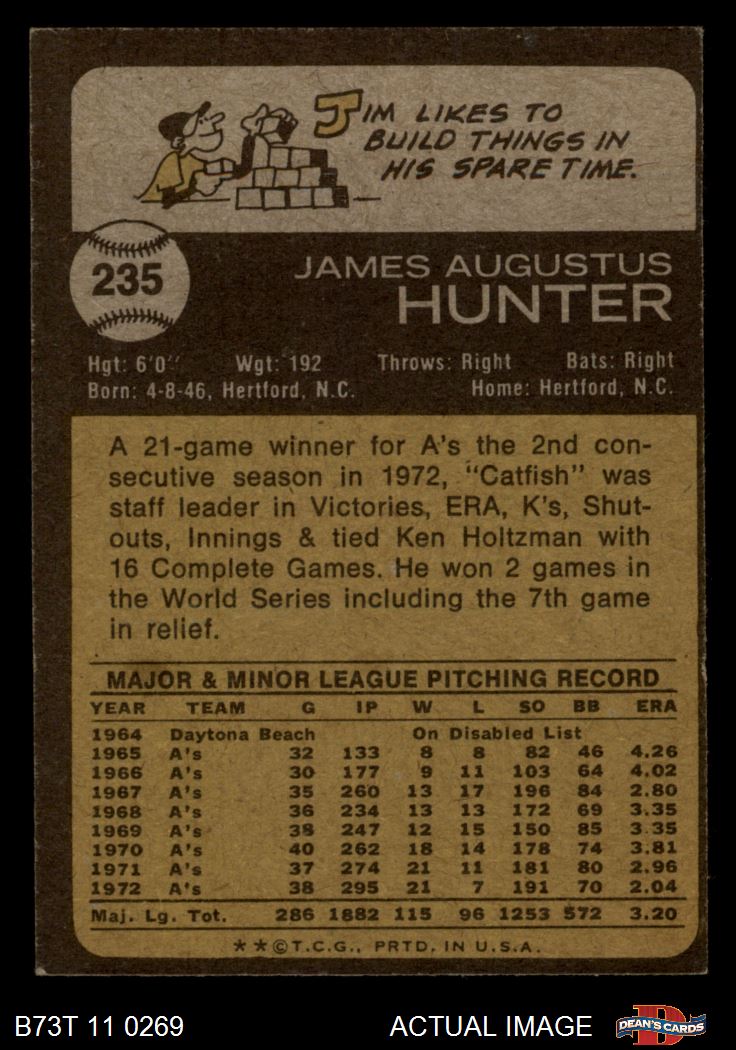 JIM LIKES TO
BUILD THINGS IN
HIS SPARE TIME.
235
JAMES AUGUSTUS
HUNTER
Hgt: 6'0" Wgt: 192 Throws: Right Bats: Right
Born: 4-8-46, Hertford, N.C. Home: Hertford, N.C.
A 21-game winner for A's the 2nd con-
secutive season in 1972, "Catfish" was
staff leader in Victories, ERA, K's, Shut-
outs, Innings & tied Ken Holtzman with
16 Complete Games. He won 2 games in
the World Series including the 7th game
in relief.
MAJOR & MINOR LEAGUE PITCHING RECORD
YEAR TEAM G IP W L SO BB ERA
1964 Daytona Beach On Disabled List
1965 A's 32 133 8 8 82 46 4.26
1966 A's 30 177 9 11 103 64 4.02
1967 A's 35 260 13 17 196 84 2.80
1968 A's 36 234 13 13 172 69 3.35
1969 A's 38 247 12 15 150 85 3.35
1970 A's 40 262 18 14 178 74 3.81
1971 A's 37 274 21 11 181 80 2.96
1972 A's 38 295 21 7 191 70 2.04
Maj. Lg. Tot. 286 1882 115 96 1253 572 3.20
**©T.C.G., PRTD. IN U.S.A.
B73T 11 0269 ACTUAL IMAGE D DEAN'S CARDS